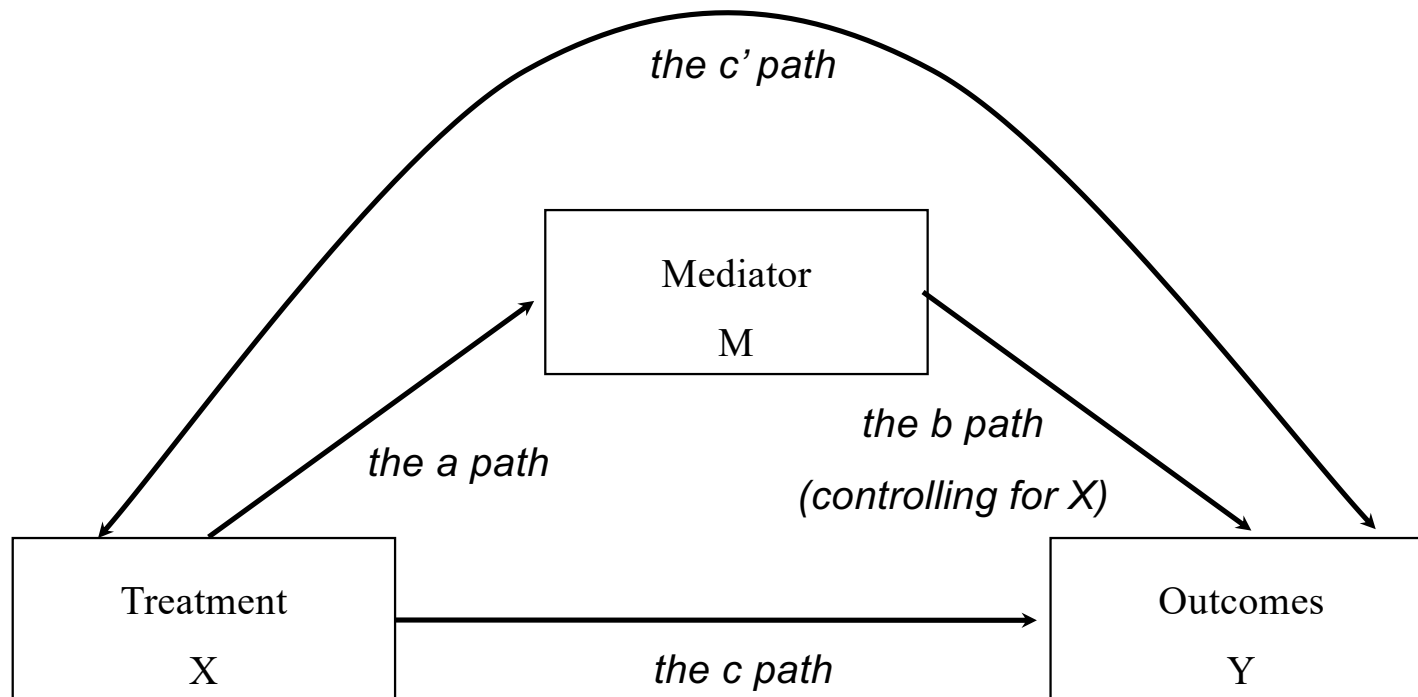 the c’ path
Mediator
M
the a path
the b path
(controlling for X)
Treatment
X
the c path
Outcomes
Y